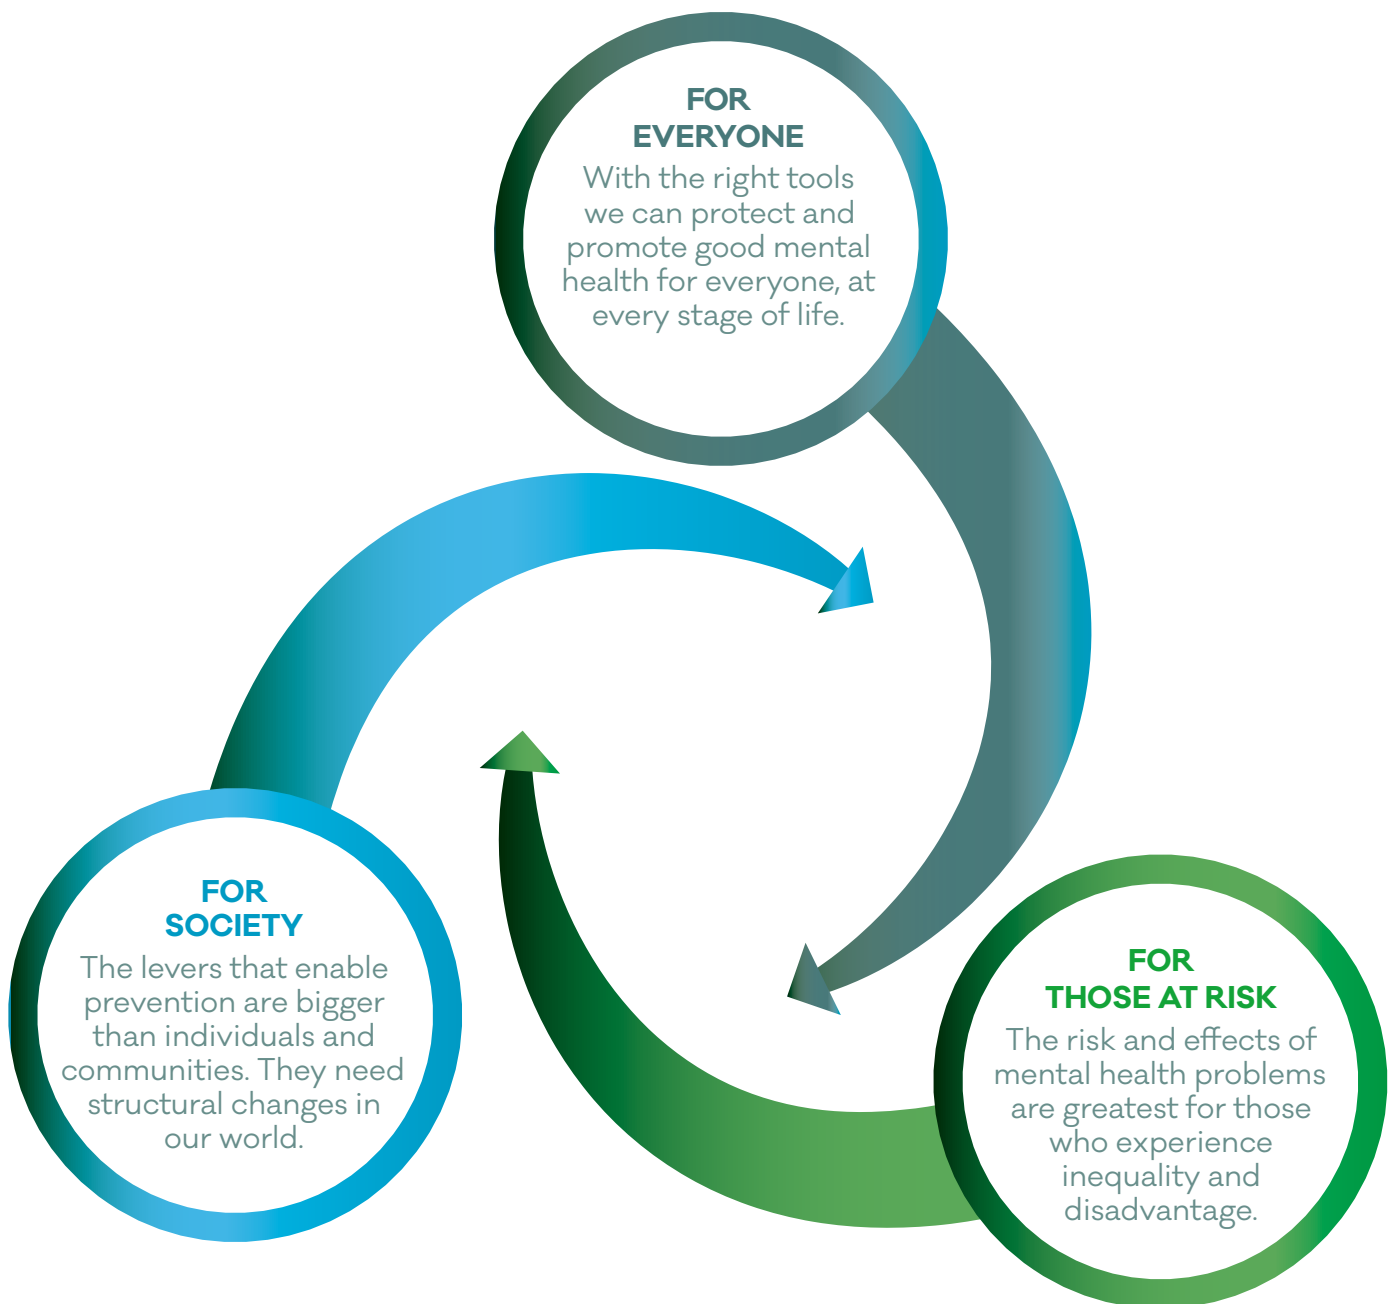 FOR
EVERYONE
With the right tools
we can protect and
promote good mental
health for everyone, at
every stage of life.
FOR
SOCIETY
The levers that enable
prevention are bigger
than individuals and
communities. They need
structural changes in
our world.
FOR
THOSE AT RISK
The risk and effects of
mental health problems
are greatest for those
who experience
inequality and
disadvantage.